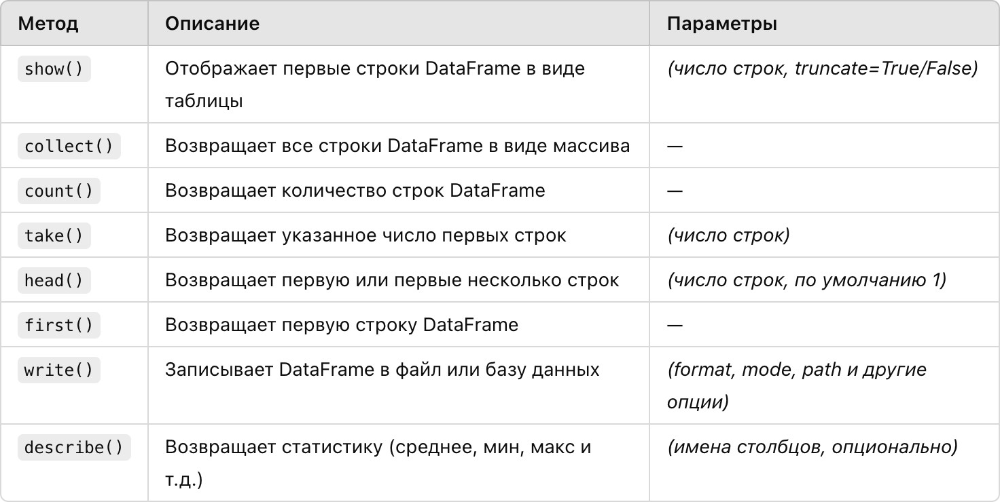 Метод Описание Параметры
show() Отображает первые строки DataFrame в виде (число строк, truncate=True/False)
таблицы
collect() Возвращает все строки DataFrame в виде массива —
count() Возвращает количество строк DataFrame —
take() Возвращает указанное число первых строк (число строк)
head() Возвращает первую или первые несколько строк (число строк, по умолчанию 1)
first() Возвращает первую строку DataFrame —
write() Записывает DataFrame в файл или базу данных (format, mode, path и другие
опции)
describe() Возвращает статистику (среднее, мин, макс и (имена столбцов, опционально)
т.д.)